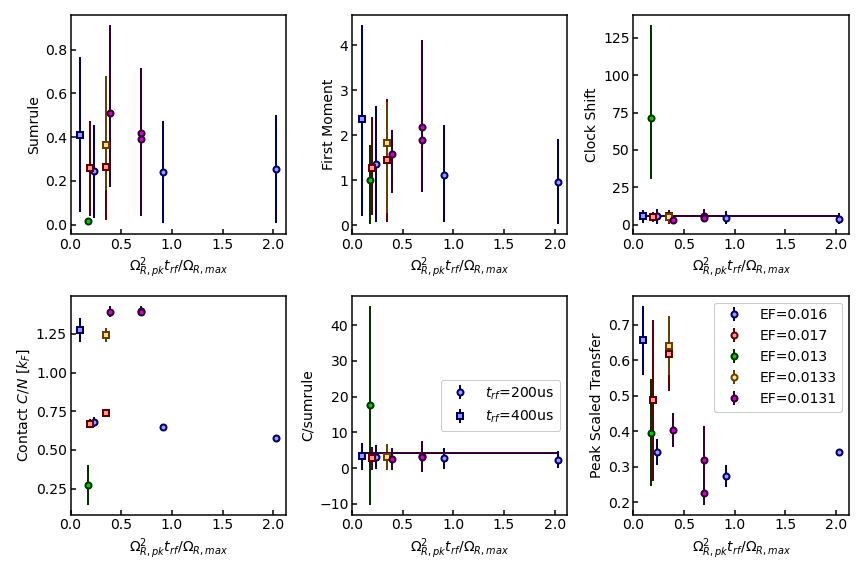 Sumrule
0.8
0.6
0.4
0.2
0.0
0.0 0.5 1.0 1.5 2.0
Ω²R,pk trf/ΩR,max
First Moment
4
3
2
1
0
0.0 0.5 1.0 1.5 2.0
Ω²R,pk trf/ΩR,max
Clock Shift
125
100
75
50
25
0
0.0 0.5 1.0 1.5 2.0
Ω²R,pk trf/ΩR,max
Contact C/N [kF]
1.25
1.00
0.75
0.50
0.25
0.0 0.5 1.0 1.5 2.0
Ω²R,pk trf/ΩR,max
C/sumrule
40
30
20
10
0
−10
trf=200us
trf=400us
0.0 0.5 1.0 1.5 2.0
Ω²R,pk trf/ΩR,max
Peak Scaled Transfer
0.7
0.6
0.5
0.4
0.3
0.2
EF=0.016
EF=0.017
EF=0.013
EF=0.0133
EF=0.0131
0.0 0.5 1.0 1.5 2.0
Ω²R,pk trf/ΩR,max